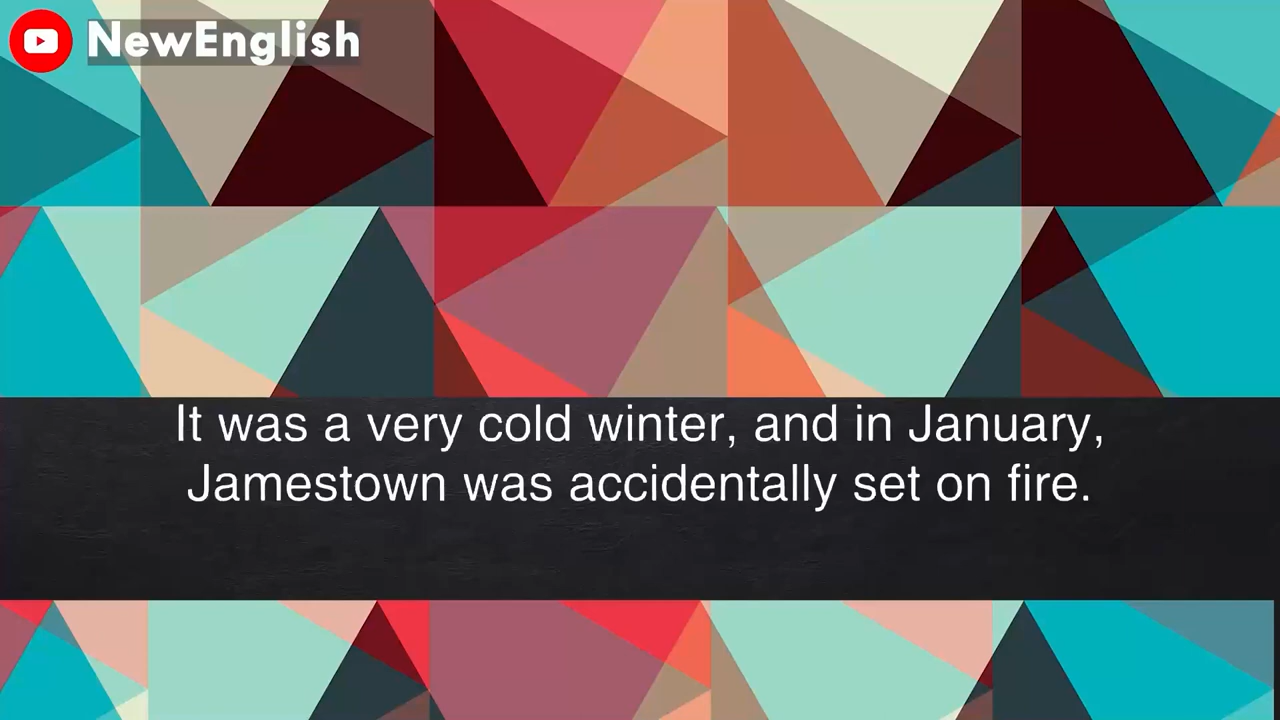 NewEnglish
It was a very cold winter, and in January,
Jamestown was accidentally set on fire.